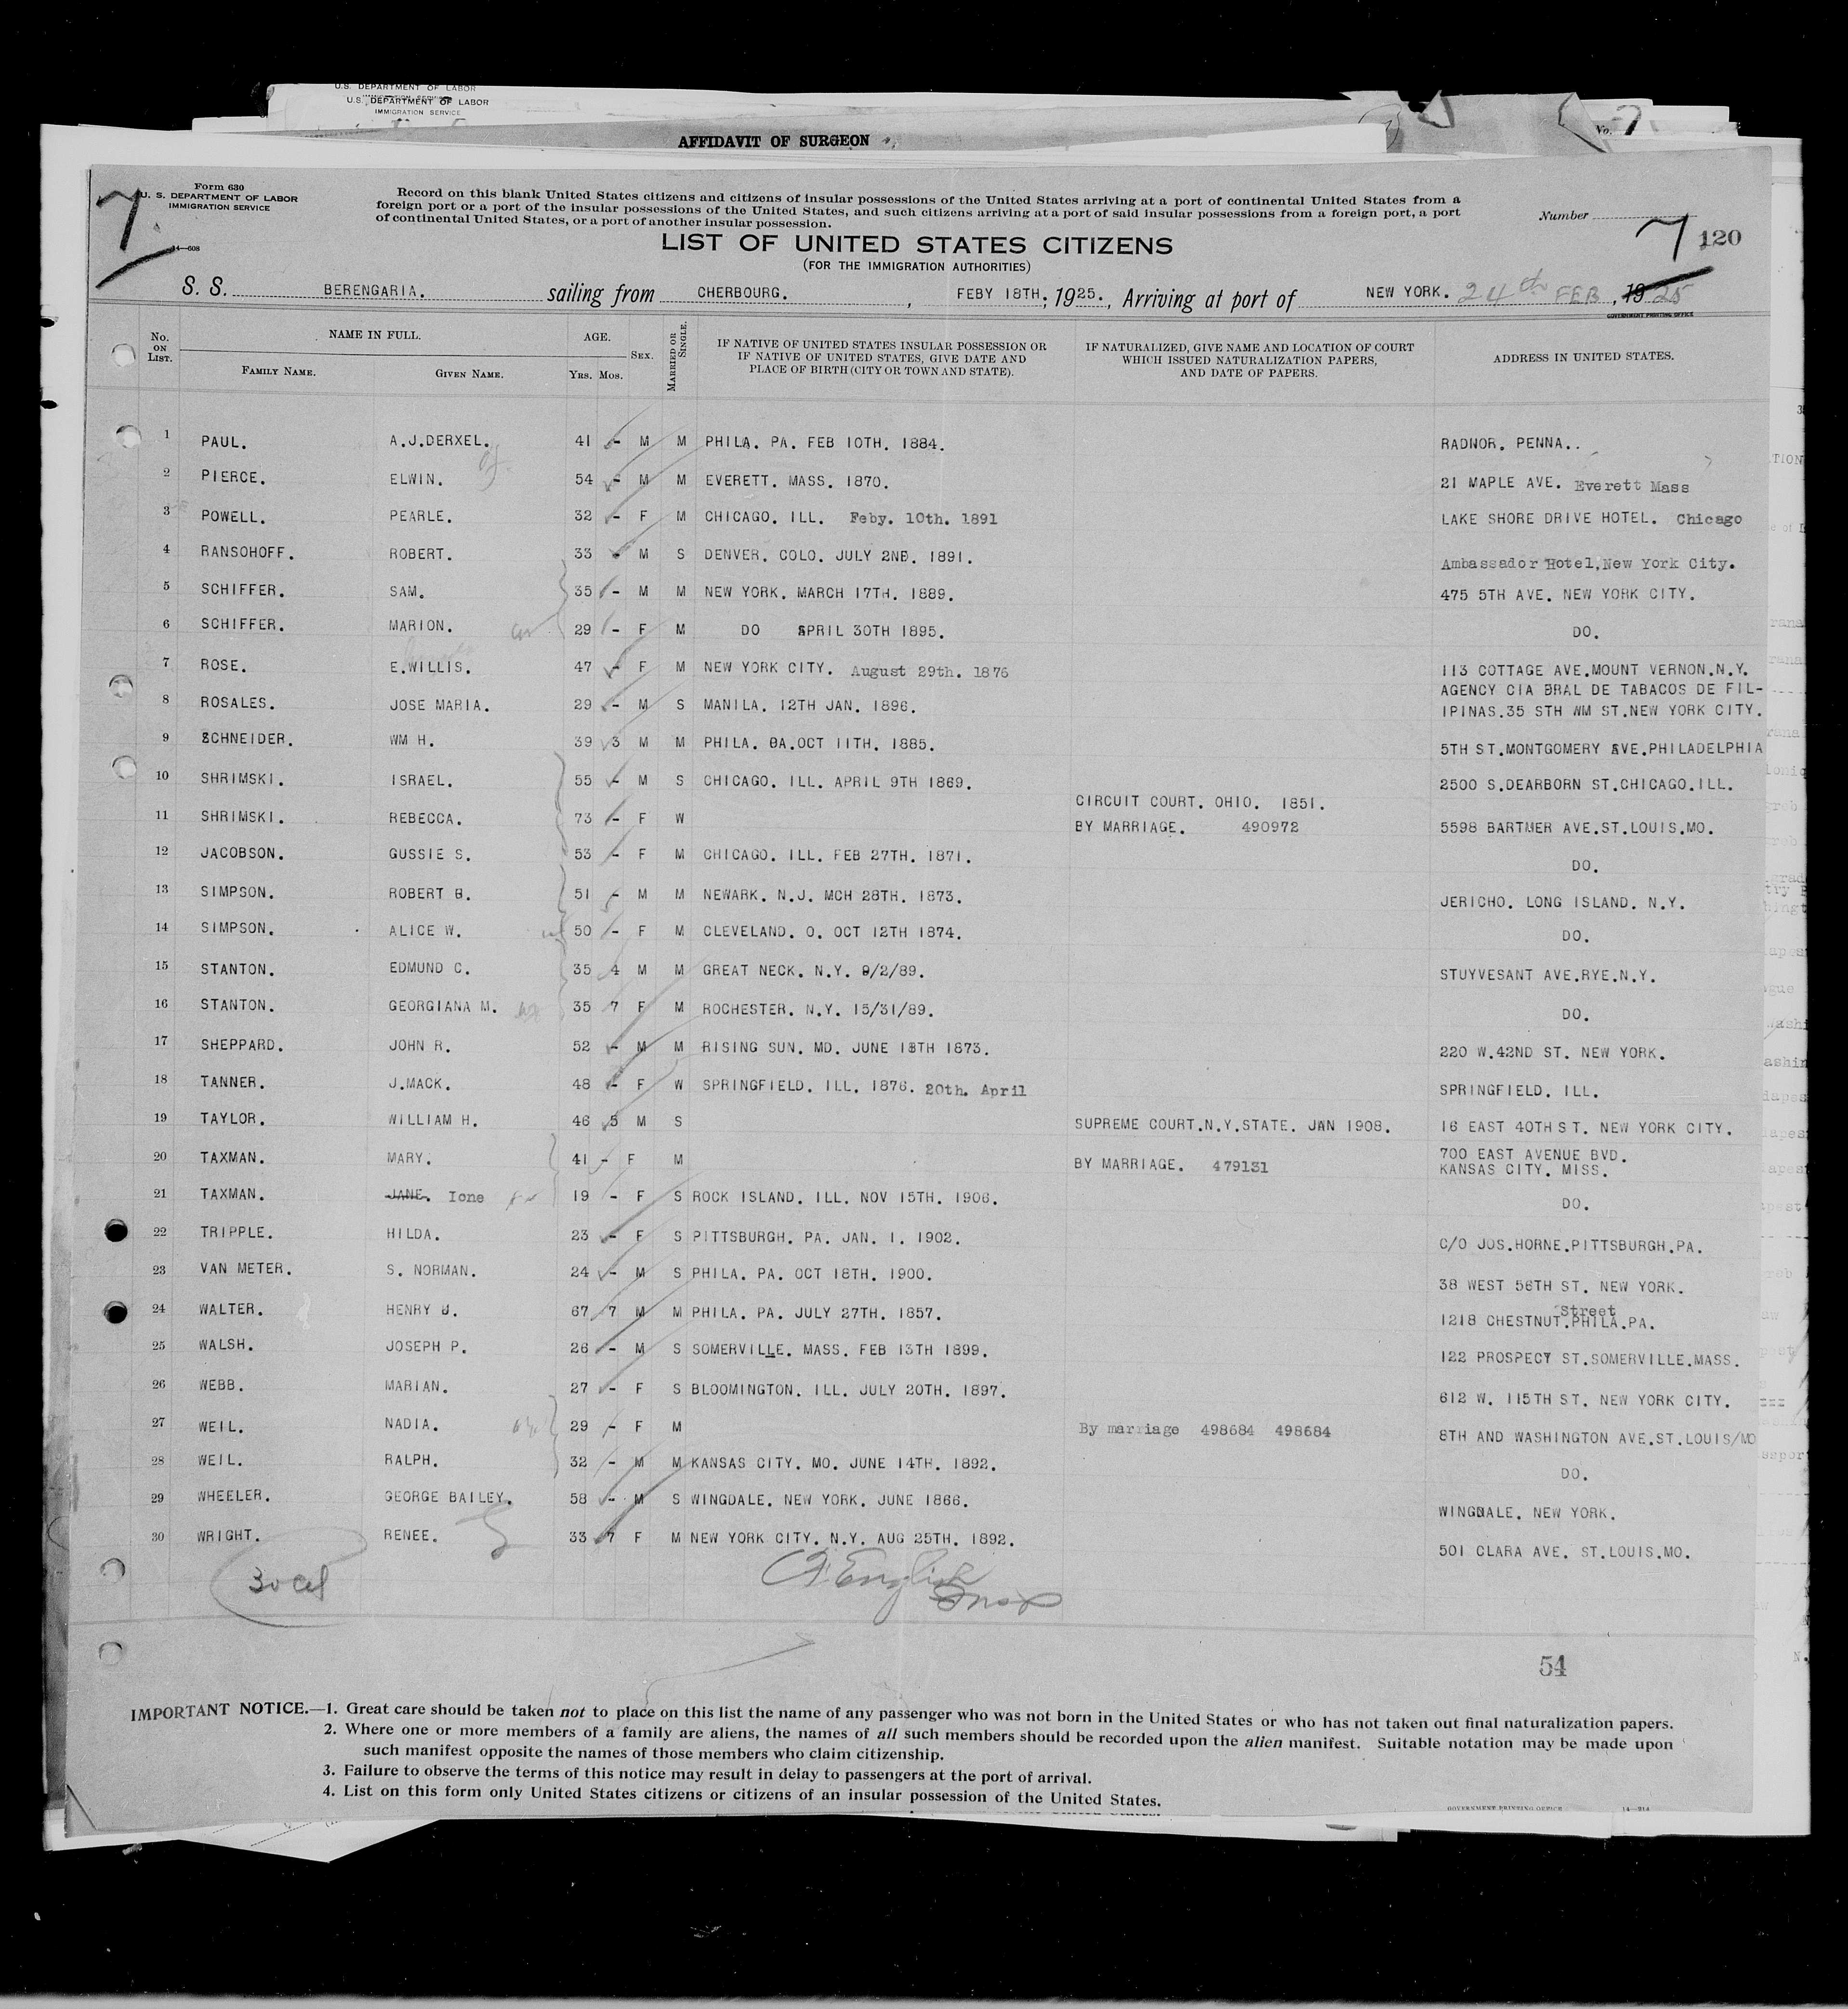 U.S. DEPARTMENT OF LABOR
U.S. DEPARTMENT OF LABOR
IMMIGRATION SERVICE
AFFIDAVIT OF SURGEON
No. 7
Form 630
U. S. DEPARTMENT OF LABOR
IMMIGRATION SERVICE
14—608
7
Record on this blank United States citizens and citizens of insular possessions of the United States arriving at a port of continental United States from a
foreign port or a port of the insular possessions of the United States, and such citizens arriving at a port of said insular possessions from a foreign port, a port
of continental United States, or a port of another insular possession.
Number
7 120
LIST OF UNITED STATES CITIZENS
(FOR THE IMMIGRATION AUTHORITIES)
S. S. BERENGARIA. sailing from CHERBOURG. , FEBY 18TH; 1925., Arriving at port of NEW YORK. 24th FEB , 1925
GOVERNMENT PRINTING OFFICE
No. ON LIST. NAME IN FULL. FAMILY NAME. GIVEN NAME. AGE. YRS. MOS. SEX. MARRIED OR SINGLE. IF NATIVE OF UNITED STATES INSULAR POSSESSION OR IF NATIVE OF UNITED STATES, GIVE DATE AND PLACE OF BIRTH (CITY OR TOWN AND STATE). IF NATURALIZED, GIVE NAME AND LOCATION OF COURT WHICH ISSUED NATURALIZATION PAPERS, AND DATE OF PAPERS. ADDRESS IN UNITED STATES.
1 PAUL. A.J.DERXEL. 41 - M M PHILA. PA. FEB 10TH. 1884. RADNOR. PENNA..
2 PIERCE. ELWIN. 54 - M M EVERETT. MASS. 1870. 21 MAPLE AVE. Everett Mass
3 POWELL. PEARLE. 32 - F M CHICAGO. ILL. Feby. 10th. 1891 LAKE SHORE DRIVE HOTEL. Chicago
4 RANSOHOFF. ROBERT. 33 - M S DENVER. COLO. JULY 2ND. 1891. Ambassador Hotel, New York City.
5 SCHIFFER. SAM. 35 - M M NEW YORK. MARCH 17TH. 1889. 475 5TH AVE. NEW YORK CITY.
6 SCHIFFER. MARION. 29 - F M DO APRIL 30TH 1895. DO.
7 ROSE. E.WILLIS. 47 - F M NEW YORK CITY. August 29th. 1876 113 COTTAGE AVE.MOUNT VERNON.N.Y.
8 ROSALES. JOSE MARIA. 29 - M S MANILA. 12TH JAN. 1896. AGENCY CIA GRAL DE TABACOS DE FIL-
IPINAS.35 STH WM ST.NEW YORK CITY.
9 SCHNEIDER. WM H. 39 3 M M PHILA. PA.OCT 11TH. 1885. 5TH ST.MONTGOMERY AVE.PHILADELPHIA
10 SHRIMSKI. ISRAEL. 55 - M S CHICAGO. ILL. APRIL 9TH 1869. 2500 S.DEARBORN ST.CHICAGO.ILL.
CIRCUIT COURT. OHIO. 1851.
11 SHRIMSKI. REBECCA. 73 - F W BY MARRIAGE. 490972 5598 BARTMER AVE.ST.LOUIS.MO.
12 JACOBSON. GUSSIE S. 53 - F M CHICAGO. ILL. FEB 27TH. 1871. DO.
13 SIMPSON. ROBERT B. 51 - M M NEWARK. N.J. MCH 28TH. 1873. JERICHO. LONG ISLAND. N.Y.
14 SIMPSON. ALICE W. 50 - F M CLEVELAND. O. OCT 12TH 1874. DO.
15 STANTON. EDMUND C. 35 4 M M GREAT NECK. N.Y. 9/2/89. STUYVESANT AVE.RYE.N.Y.
16 STANTON. GEORGIANA M. 35 7 F M ROCHESTER. N.Y. 15/31/89. DO.
17 SHEPPARD. JOHN R. 52 - M M RISING SUN. MD. JUNE 18TH 1873. 220 W.42ND ST. NEW YORK.
18 TANNER. J.MACK. 48 - F W SPRINGFIELD. ILL. 1876. 20th. April SPRINGFIELD. ILL.
19 TAYLOR. WILLIAM H. 46 5 M S SUPREME COURT.N.Y.STATE. JAN 1908. 16 EAST 40TH ST. NEW YORK CITY.
20 TAXMAN. MARY. 41 - F M BY MARRIAGE. 479131 700 EAST AVENUE BVD.
KANSAS CITY. MISS.
21 TAXMAN. JANE. Ione 19 - F S ROCK ISLAND. ILL. NOV 15TH. 1906. DO.
22 TRIPPLE. HILDA. 23 - F S PITTSBURGH. PA. JAN. 1. 1902. C/O JOS.HORNE.PITTSBURGH.PA.
23 VAN METER. S. NORMAN. 24 - M S PHILA. PA. OCT 18TH. 1900. 38 WEST 56TH ST. NEW YORK.
24 WALTER. HENRY J. 67 7 M M PHILA. PA. JULY 27TH. 1857. 1218 CHESTNUT Street.PHILA.PA.
25 WALSH. JOSEPH P. 26 - M S SOMERVILLE. MASS. FEB 13TH 1899. 122 PROSPECT ST.SOMERVILLE.MASS.
26 WEBB. MARIAN. 27 - F S BLOOMINGTON. ILL. JULY 20TH. 1897. 612 W. 115TH ST. NEW YORK CITY.
27 WEIL. NADIA. 29 - F M By marriage 498684 498684 8TH AND WASHINGTON AVE.ST.LOUIS/MO
28 WEIL. RALPH. 32 - M M KANSAS CITY. MO. JUNE 14TH. 1892. DO.
29 WHEELER. GEORGE BAILEY. 58 - M S WINGDALE. NEW YORK. JUNE 1866. WINGDALE. NEW YORK.
30 WRIGHT. RENEE. 33 7 F M NEW YORK CITY. N.Y. AUG 25TH. 1892. 501 CLARA AVE. ST.LOUIS.MO.
English
Insp
54
IMPORTANT NOTICE.—1. Great care should be taken not to place on this list the name of any passenger who was not born in the United States or who has not taken out final naturalization papers.
2. Where one or more members of a family are aliens, the names of all such members should be recorded upon the alien manifest. Suitable notation may be made upon
such manifest opposite the names of those members who claim citizenship.
3. Failure to observe the terms of this notice may result in delay to passengers at the port of arrival.
4. List on this form only United States citizens or citizens of an insular possession of the United States.
GOVERNMENT PRINTING OFFICE 14—214